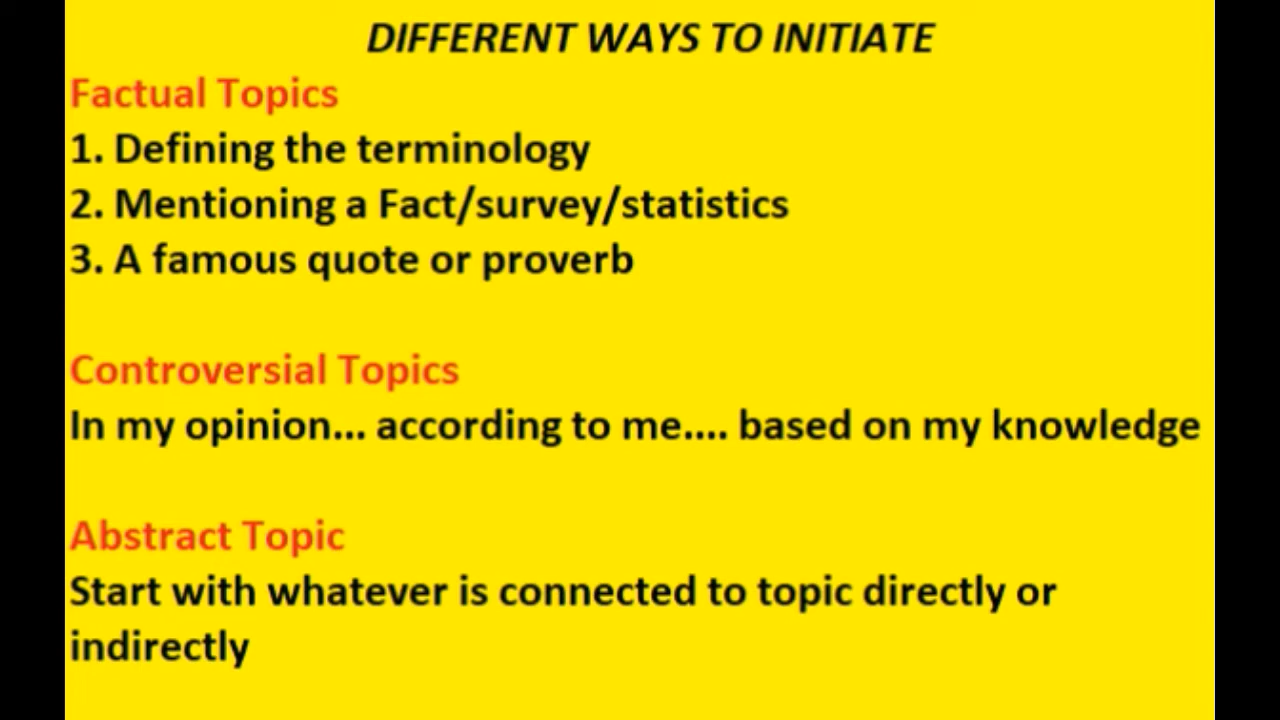 DIFFERENT WAYS TO INITIATE
Factual Topics
1. Defining the terminology
2. Mentioning a Fact/survey/statistics
3. A famous quote or proverb
Controversial Topics
In my opinion... according to me.... based on my knowledge
Abstract Topic
Start with whatever is connected to topic directly or
indirectly